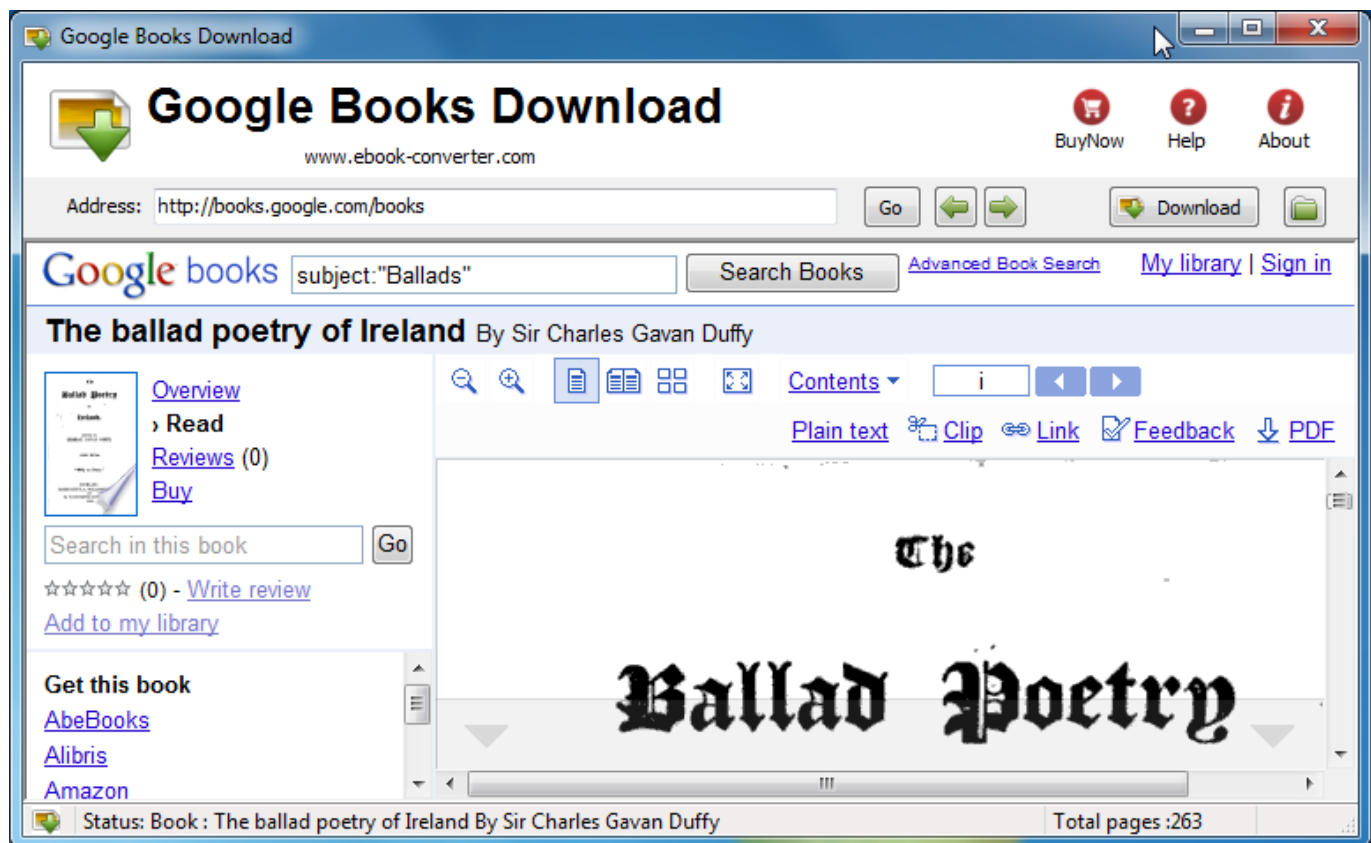 Google Books Download
Google Books Download
www.ebook-converter.com
BuyNow Help About
Address: http://books.google.com/books Go Download
Google books subject:"Ballads" Search Books Advanced Book Search My library | Sign in
The ballad poetry of Ireland By Sir Charles Gavan Duffy
Overview
› Read
Reviews (0)
Buy
Contents i
Plain text Clip Link Feedback PDF
Search in this book Go
(0) - Write review
Add to my library
Get this book
AbeBooks
Alibris
Amazon
The
Ballad Poetry
Status: Book : The ballad poetry of Ireland By Sir Charles Gavan Duffy Total pages :263